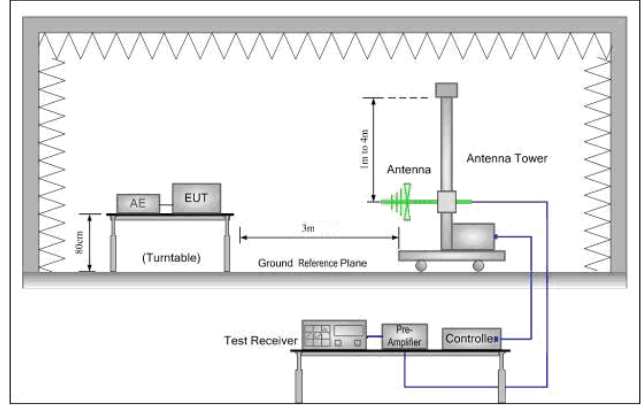 1m to 4m
Antenna
Antenna Tower
AE
EUT
3m
80cm
(Turntable)
Ground Reference Plane
Test Receiver
Pre-
Amplifier
Controller